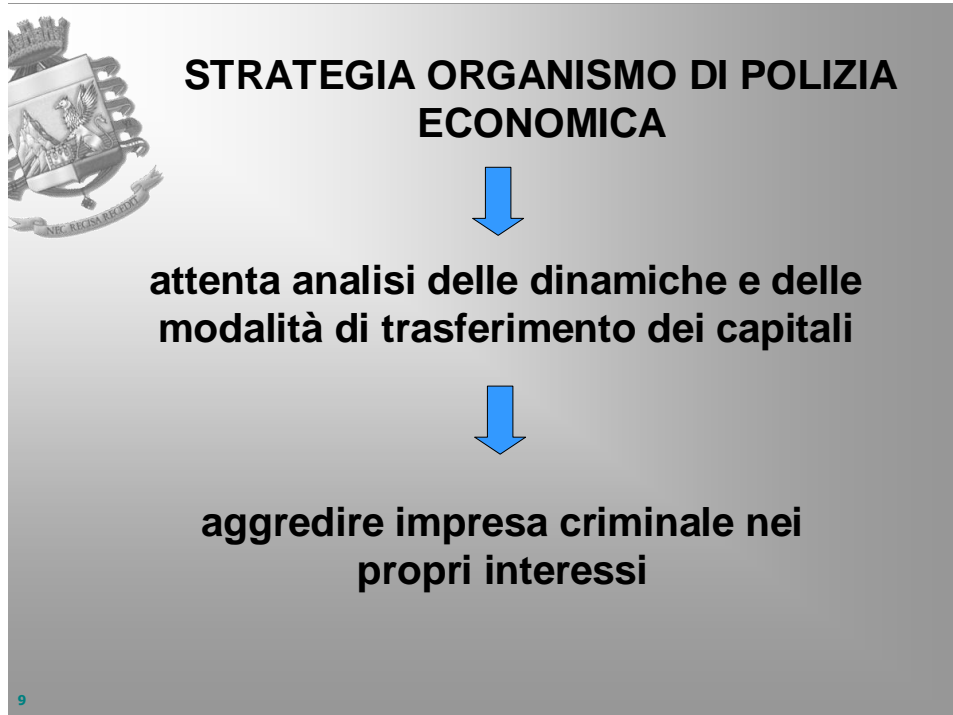 STRATEGIA ORGANISMO DI POLIZIA
ECONOMICA
NEC RECISA RECEDIT
attenta analisi delle dinamiche e delle
modalità di trasferimento dei capitali
aggredire impresa criminale nei
propri interessi
9